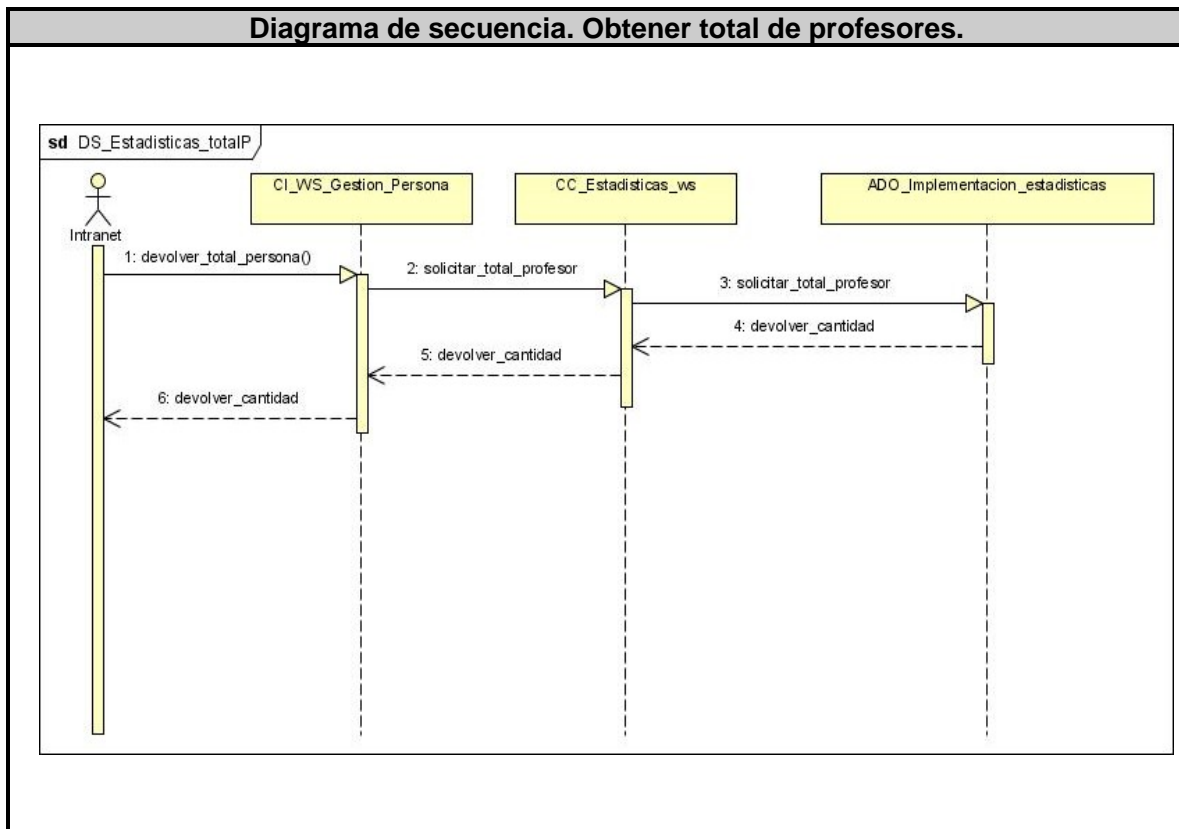 Diagrama de secuencia. Obtener total de profesores.
sd DS_Estadisticas_totalP
CI_WS_Gestion_Persona
CC_Estadisticas_ws
ADO_Implementacion_estadisticas
Intranet
1: devolver_total_persona()
2: solicitar_total_profesor
3: solicitar_total_profesor
4: devolver_cantidad
5: devolver_cantidad
6: devolver_cantidad